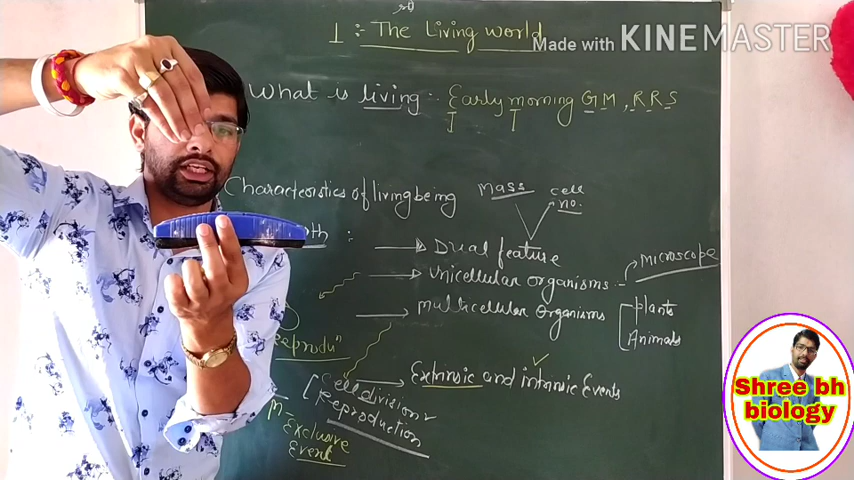 1 :- The Living world
Made with KINEMASTER
What is living :- Early morning GM, RRS
I I
Characteristics of living being
Mass cell
no.
th :
Dual feature
Unicellular organisms -
Microscope
Multicellular organisms
Plants
Animals
Reprodun
Extrinsic and intrinsic Events
Cell division
Reproduction
M-
Exclusive
Event
Shree bh
biology